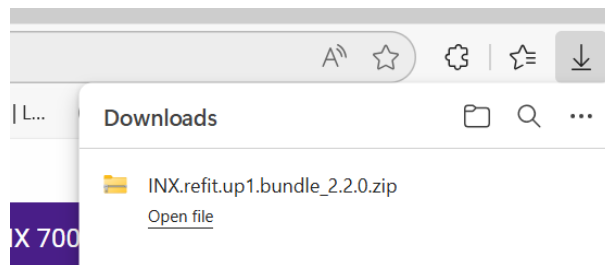 | L...
Downloads
INX.refit.up1.bundle_2.2.0.zip
Open file
IX 700